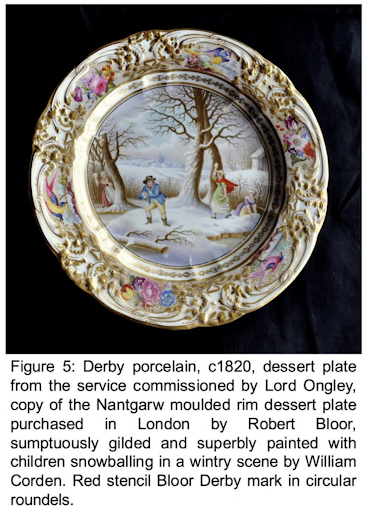 Figure 5: Derby porcelain, c1820, dessert plate
from the service commissioned by Lord Ongley,
copy of the Nantgarw moulded rim dessert plate
purchased in London by Robert Bloor,
sumptuously gilded and superbly painted with
children snowballing in a wintry scene by William
Corden. Red stencil Bloor Derby mark in circular
roundels.